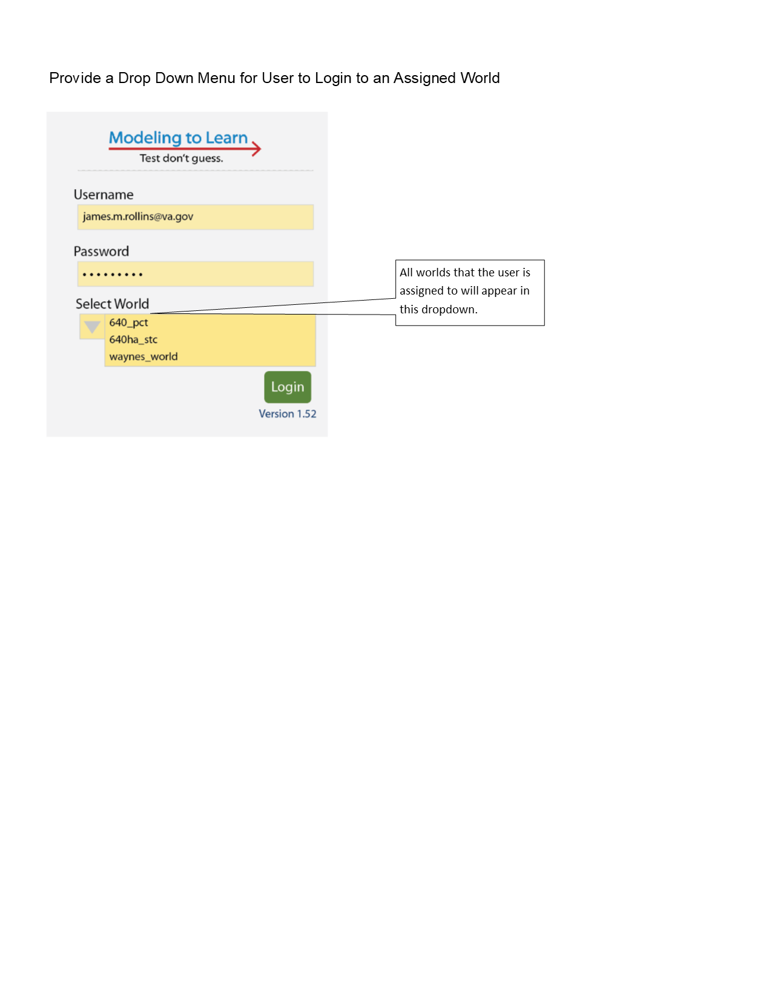 Provide a Drop Down Menu for User to Login to an Assigned World
Modeling to Learn
Test don't guess.
Username
james.m.rollins@va.gov
Password
•••••••••
Select World
640_pct
640ha_stc
waynes_world
Login
Version 1.52
All worlds that the user is
assigned to will appear in
this dropdown.